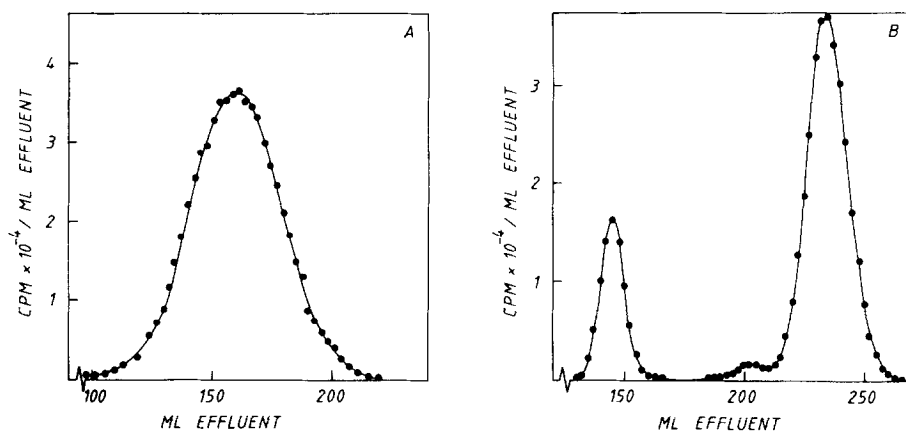 A
4
3
2
1
CPM × 10⁻⁴ / ML EFFLUENT
100
150
200
ML EFFLUENT
B
3
2
1
CPM × 10⁻⁴ / ML EFFLUENT
150
200
250
ML EFFLUENT